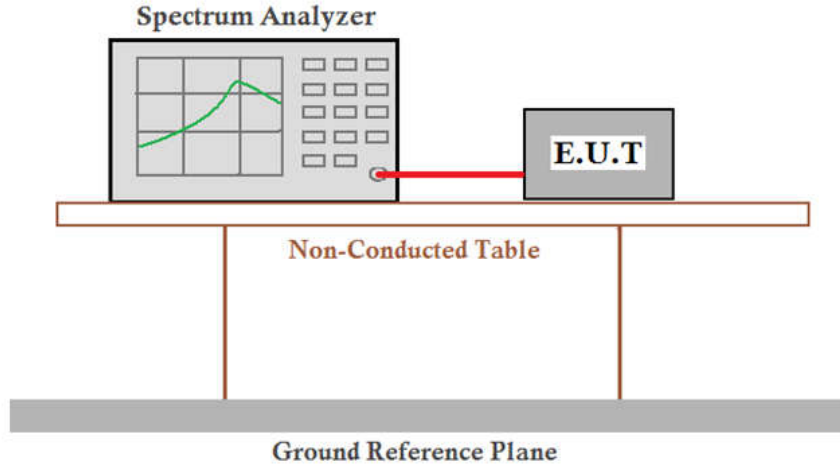 Spectrum Analyzer
E.U.T
Non-Conducted Table
Ground Reference Plane